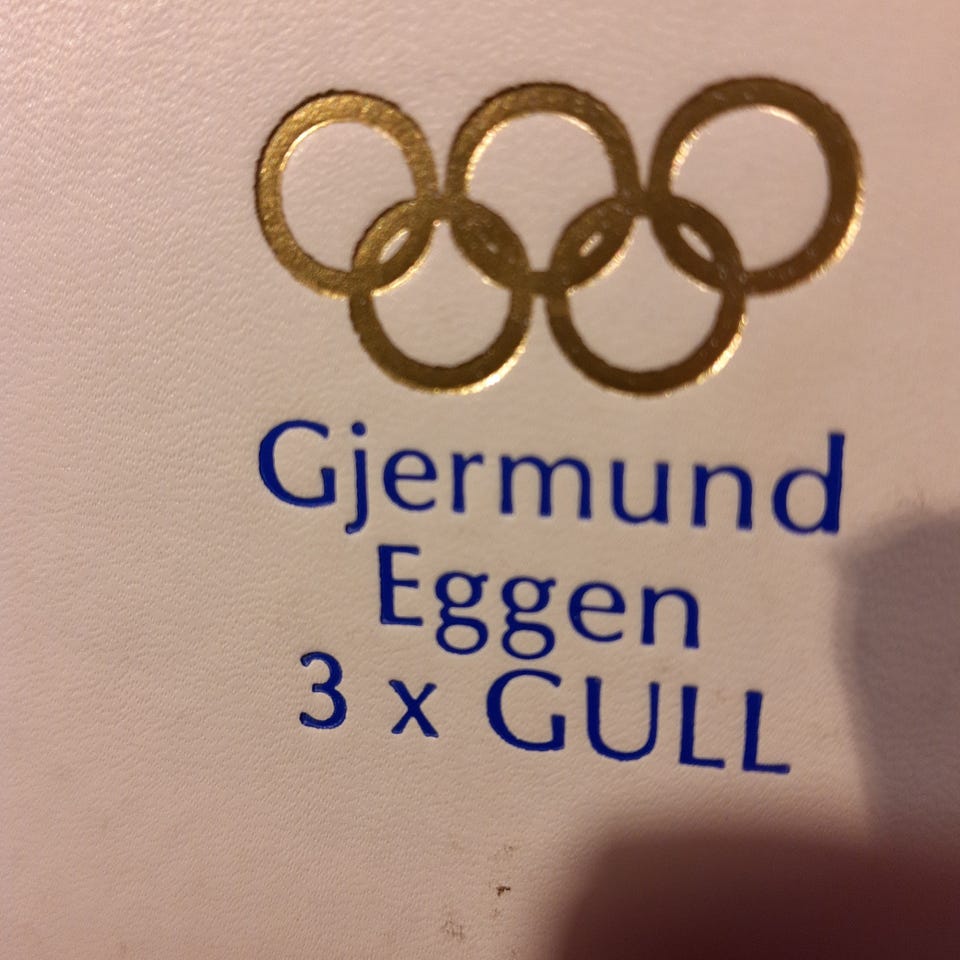 Gjermund
Eggen
3 x GULL